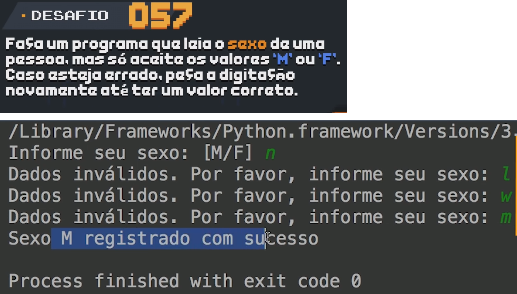 DESAFIO 057
Faça um programa que leia o sexo de uma
pessoa, mas só aceite os valores 'M' ou 'F'.
Caso esteja errado, peça a digitação
novamente até ter um valor correto.
/Library/Frameworks/Python.framework/Versions/3.
Informe seu sexo: [M/F] n
Dados inválidos. Por favor, informe seu sexo: l
Dados inválidos. Por favor, informe seu sexo: w
Dados inválidos. Por favor, informe seu sexo: m
Sexo M registrado com sucesso
Process finished with exit code 0